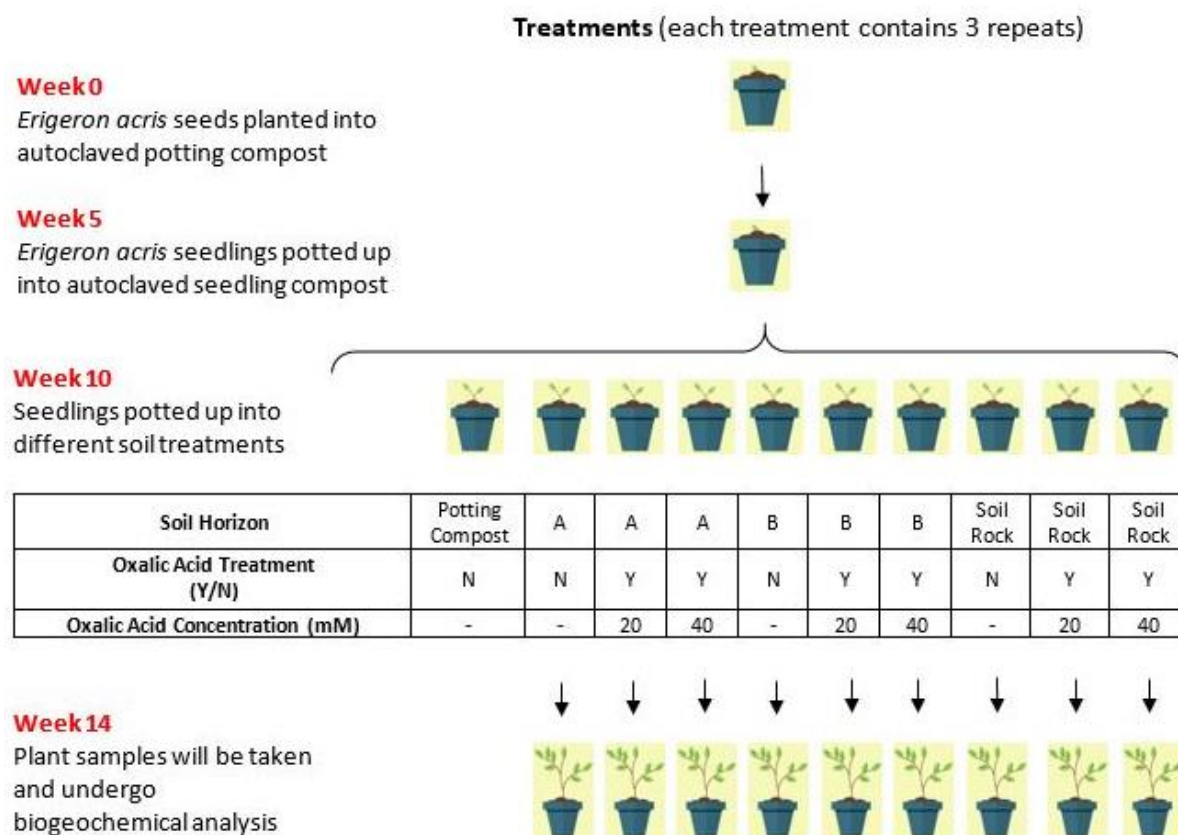 Treatments (each treatment contains 3 repeats)
Week 0
Erigeron acris seeds planted into
autoclaved potting compost
Week 5
Erigeron acris seedlings potted up
into autoclaved seedling compost
Week 10
Seedlings potted up into
different soil treatments
Soil Horizon Potting Compost A A A B B B Soil Rock Soil Rock Soil Rock
Oxalic Acid Treatment (Y/N) N N Y Y N Y Y N Y Y
Oxalic Acid Concentration (mM) - - 20 40 - 20 40 - 20 40
Week 14
Plant samples will be taken
and undergo
biogeochemical analysis